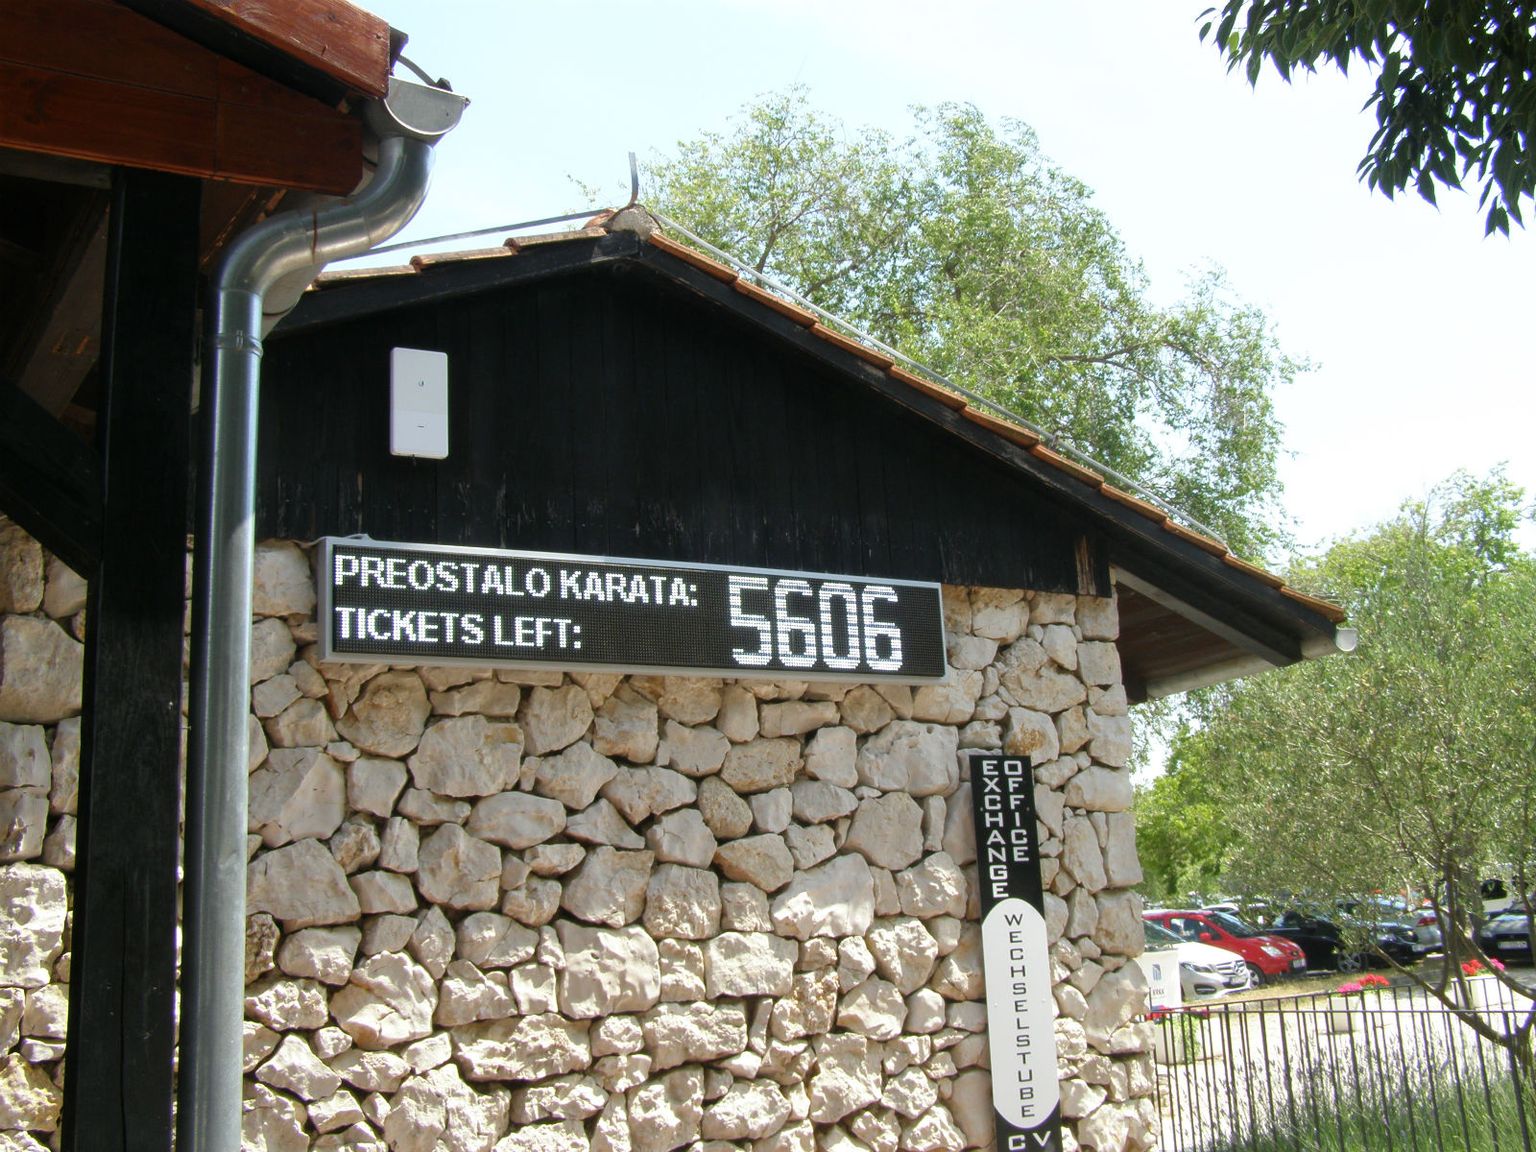 PREOSTALO KARATA: 5606
TICKETS LEFT:
EXCHANGE
OFFICE
WECHSELSTUBE